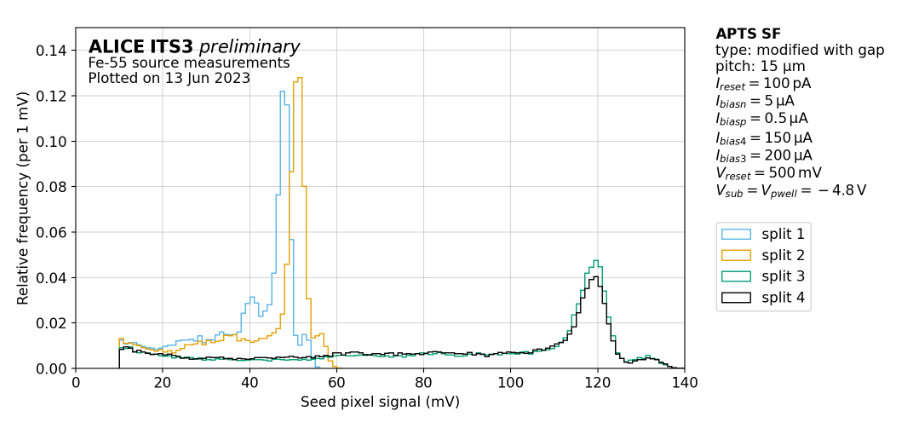 ALICE ITS3 preliminary
Fe-55 source measurements
Plotted on 13 Jun 2023
Relative frequency (per 1 mV)
0.14
0.12
0.10
0.08
0.06
0.04
0.02
0.00
0 20 40 60 80 100 120 140
Seed pixel signal (mV)
APTS SF
type: modified with gap
pitch: 15 μm
I_reset = 100 pA
I_biasn = 5 μA
I_biasp = 0.5 μA
I_bias4 = 150 μA
I_bias3 = 200 μA
V_reset = 500 mV
V_sub = V_pwell = −4.8 V
split 1
split 2
split 3
split 4